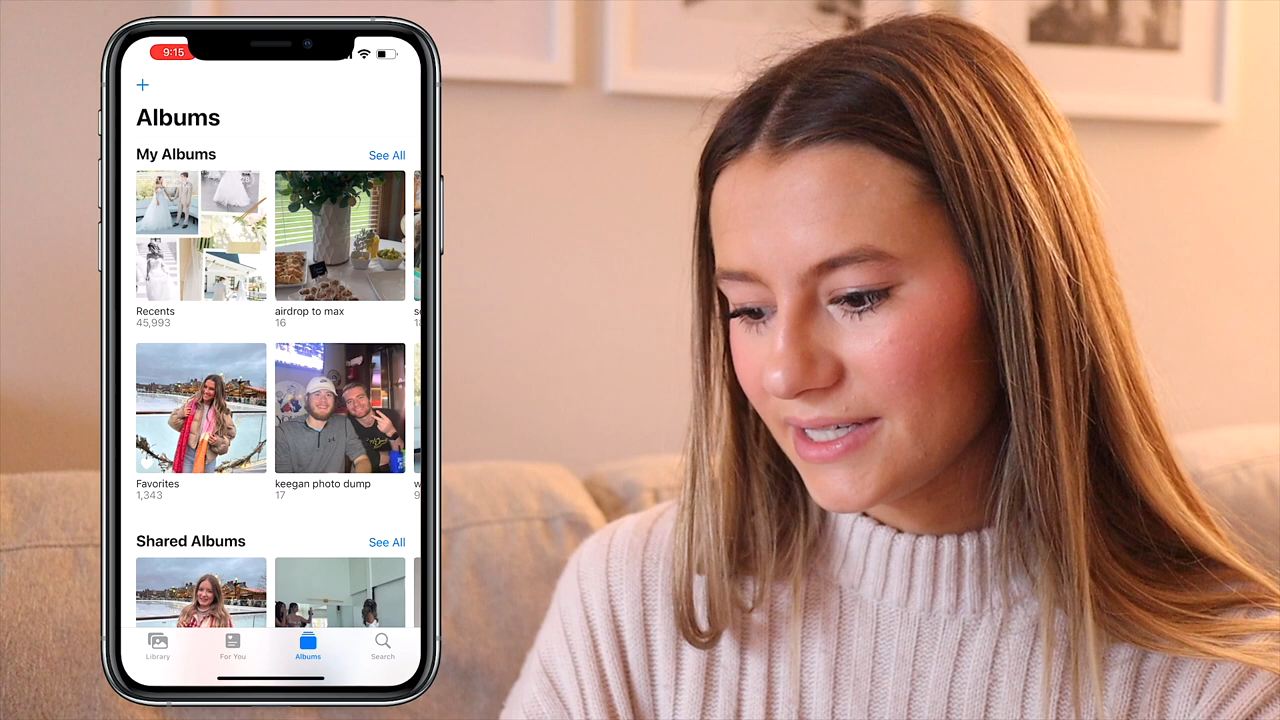 9:15
+
Albums
My Albums
See All
Recents
45,993
airdrop to max
16
Favorites
1,343
keegan photo dump
17
Shared Albums
See All
Library
For You
Albums
Search